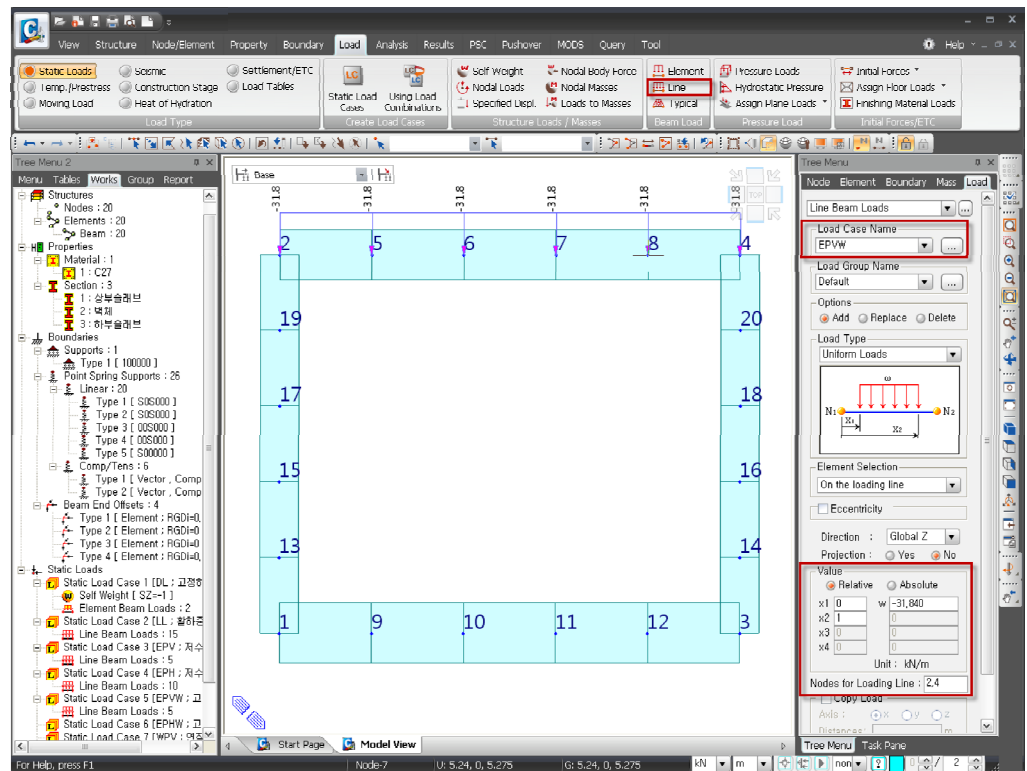 View Structure Node/Element Property Boundary Load Analysis Results PSC Pushover MODS Query Tool Help
Static Loads Seismic Settlement/ETC
Temp./Prestress Construction Stage Load Tables
Moving Load Heat of Hydration
Load Type
Static Load Cases
Using Load Combinations
Create Load Cases
Self Weight Nodal Body Force
Nodal Loads Nodal Masses
Specified Displ. Loads to Masses
Structure Loads / Masses
Element
Line
Typical
Beam Load
Pressure Loads
Hydrostatic Pressure
Assign Plane Loads
Pressure Load
Initial Forces
Assign Floor Loads
Finishing Material Loads
Initial Forces/ETC
Tree Menu 2
Menu Tables Works Group Report
Structures
Nodes : 20
Elements : 20
Beam : 20
Properties
Material : 1
1 : C27
Section : 3
1 : 상부슬래브
2 : 벽체
3 : 하부슬래브
Boundaries
Supports : 1
Type 1 [ 100000 ]
Point Spring Supports : 26
Linear : 20
Type 1 [ S0S000 ]
Type 2 [ S0S000 ]
Type 3 [ 00S000 ]
Type 4 [ 00S000 ]
Type 5 [ S00000 ]
Comp/Tens : 6
Type 1 [ Vector , Comp
Type 2 [ Vector , Comp
Beam End Offsets : 4
Type 1 [ Element ; RGDi=0,
Type 2 [ Element ; RGDi=0
Type 3 [ Element ; RGDi=0
Type 4 [ Element ; RGDi=0,
Static Loads
Static Load Case 1 [DL ; 고정하
Self Weight [ SZ=-1 ]
Element Beam Loads : 2
Static Load Case 2 [LL ; 활하중
Line Beam Loads : 15
Static Load Case 3 [EPV ; 저수
Line Beam Loads : 5
Static Load Case 4 [EPH ; 저수
Line Beam Loads : 10
Static Load Case 5 [EPVW ; 고
Line Beam Loads : 5
Static Load Case 6 [EPHW ; 고
Static Load Case 7 [WPV ;
Base
TOP
-31.8 -31.8 -31.8 -31.8 -31.8 -31.8
2 5 6 7 8 4
19 20
17 18
15 16
13 14
1 9 10 11 12 3
Start Page Model View
Tree Menu
Node Element Boundary Mass Load
Line Beam Loads ...
Load Case Name
EPVW ...
Load Group Name
Default ...
Options
Add Replace Delete
Load Type
Uniform Loads
ω
N1 N2
X1 X2
Element Selection
On the loading line
Eccentricity
Direction : Global Z
Projection : Yes No
Value
Relative Absolute
x1 0 w -31,840
x2 1 0
x3 0 0
x4 0 0
Unit : kN/m
Nodes for Loading Line : 2,4
Copy Load
Axis : x y z
Distances: m
Tree Menu Task Pane
For Help, press F1 Node-7 U: 5.24, 0, 5.275 G: 5.24, 0, 5.275 kN m non 0 / 2